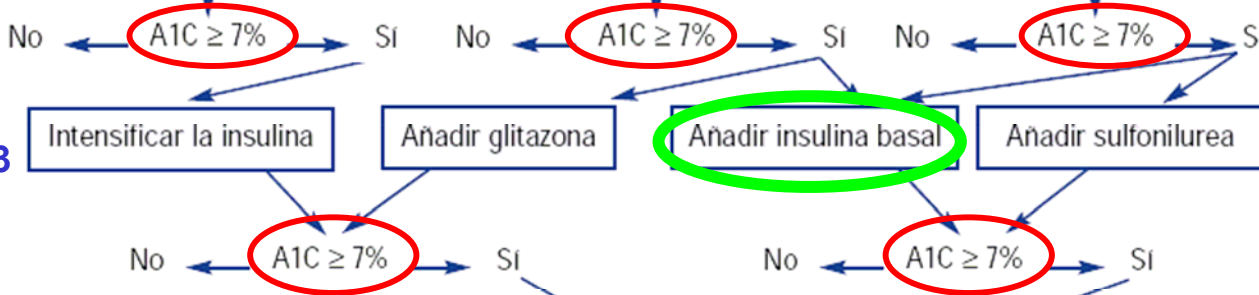 No A1C ≥ 7% Sí No A1C ≥ 7% Sí No A1C ≥ 7% S
Intensificar la insulina Añadir glitazona Añadir insulina basal Añadir sulfonilurea
3
No A1C ≥ 7% Sí No A1C ≥ 7% Sí